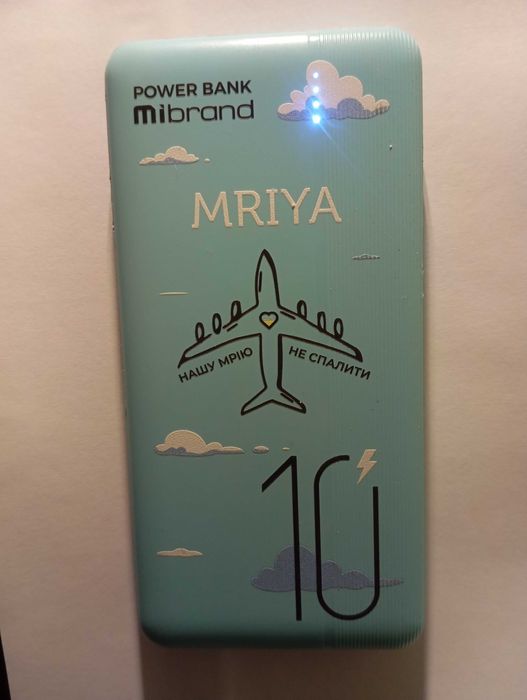 POWER BANK
mibrand
MRIYA
НАШУ МРІЮ НЕ СПАЛИТИ
10